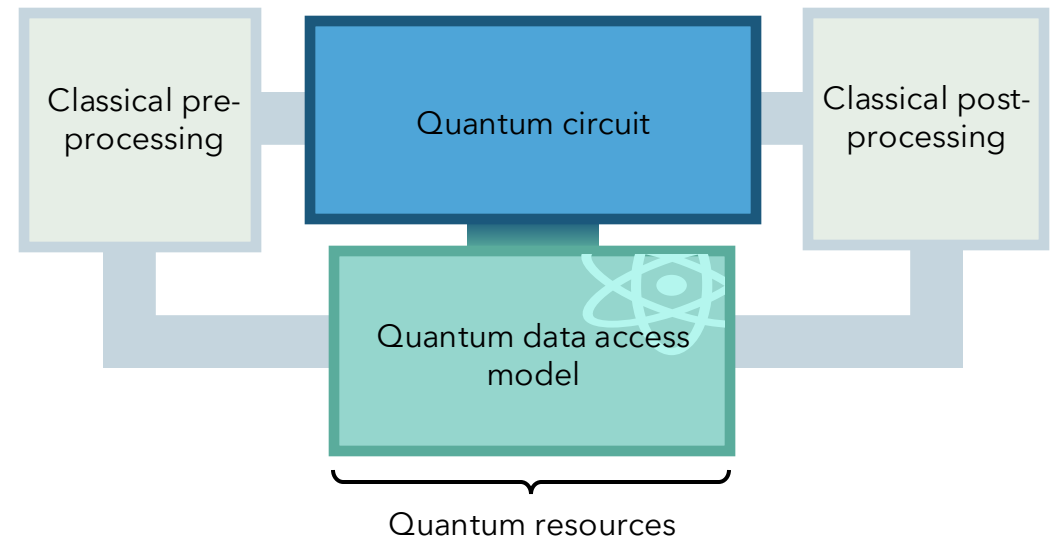 Classical pre-
processing
Quantum circuit
Classical post-
processing
Quantum data access
model
Quantum resources